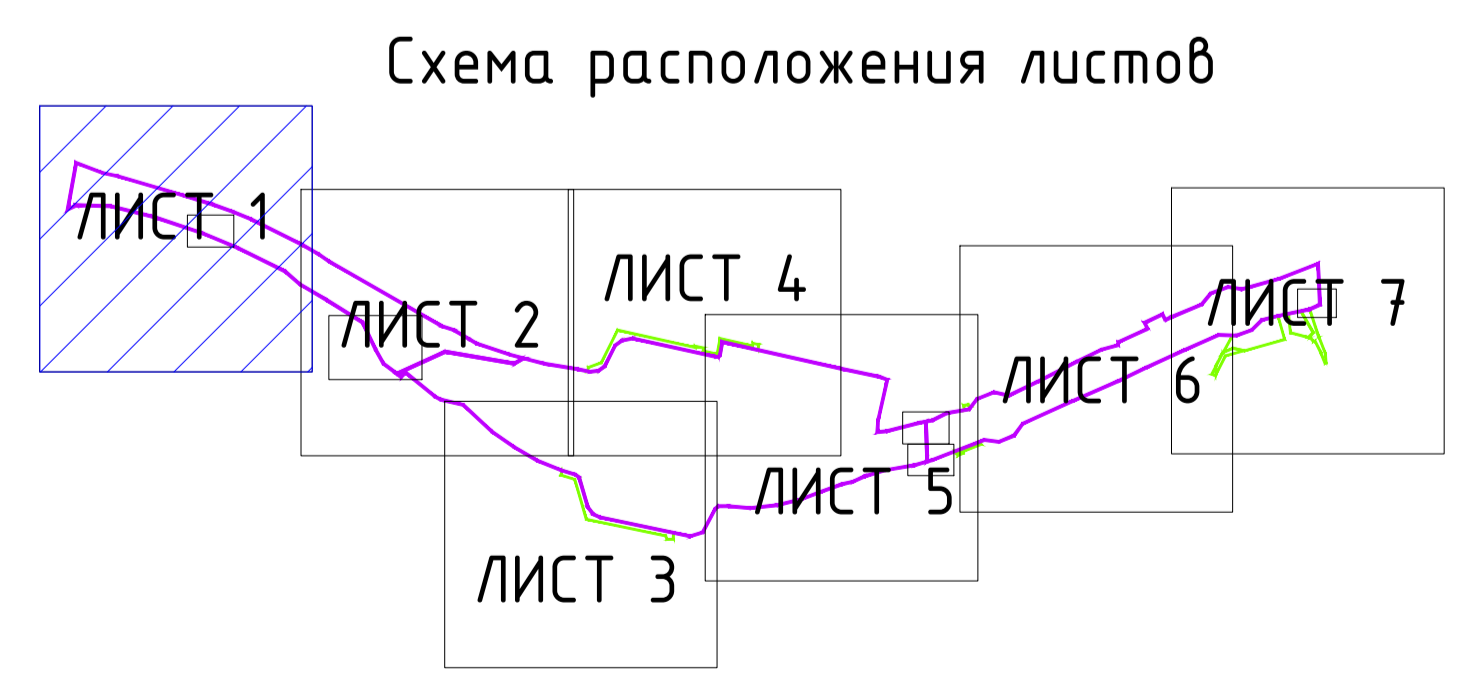 Схема расположения листов
ЛИСТ 1
ЛИСТ 2
ЛИСТ 4
ЛИСТ 7
ЛИСТ 6
ЛИСТ 5
ЛИСТ 3